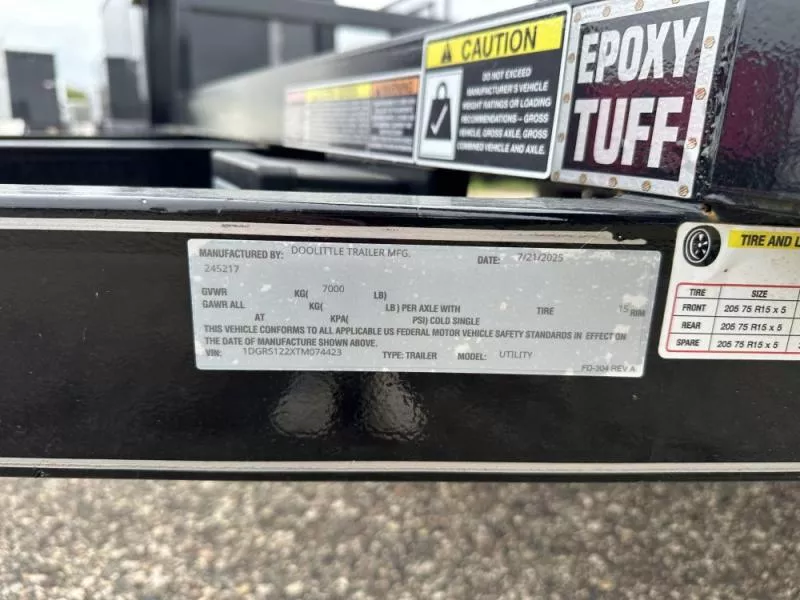 CAUTION
DO NOT EXCEED
MANUFACTURER'S VEHICLE
WEIGHT RATINGS OR LOADING
RECOMMENDATIONS – GROSS
VEHICLE, GROSS AXLE, GROSS
COMBINED VEHICLE AND AXLE.
EPOXY
TUFF
MANUFACTURED BY: DOOLITTLE TRAILER MFG. DATE: 7/21/2025
245217
GVWR KG( 7000 LB)
GAWR ALL KG( LB) PER AXLE WITH TIRE 15 RIM
AT KPA( PSI) COLD SINGLE
THIS VEHICLE CONFORMS TO ALL APPLICABLE US FEDERAL MOTOR VEHICLE SAFETY STANDARDS IN EFFECT ON
THE DATE OF MANUFACTURE SHOWN ABOVE.
VIN: 1DGRS122XTM074423 TYPE: TRAILER MODEL: UTILITY
FO-304 REV A
TIRE AND L
TIRE SIZE
FRONT 205 75 R15 x 5
REAR 205 75 R15 x 5
SPARE 205 75 R15 x 5